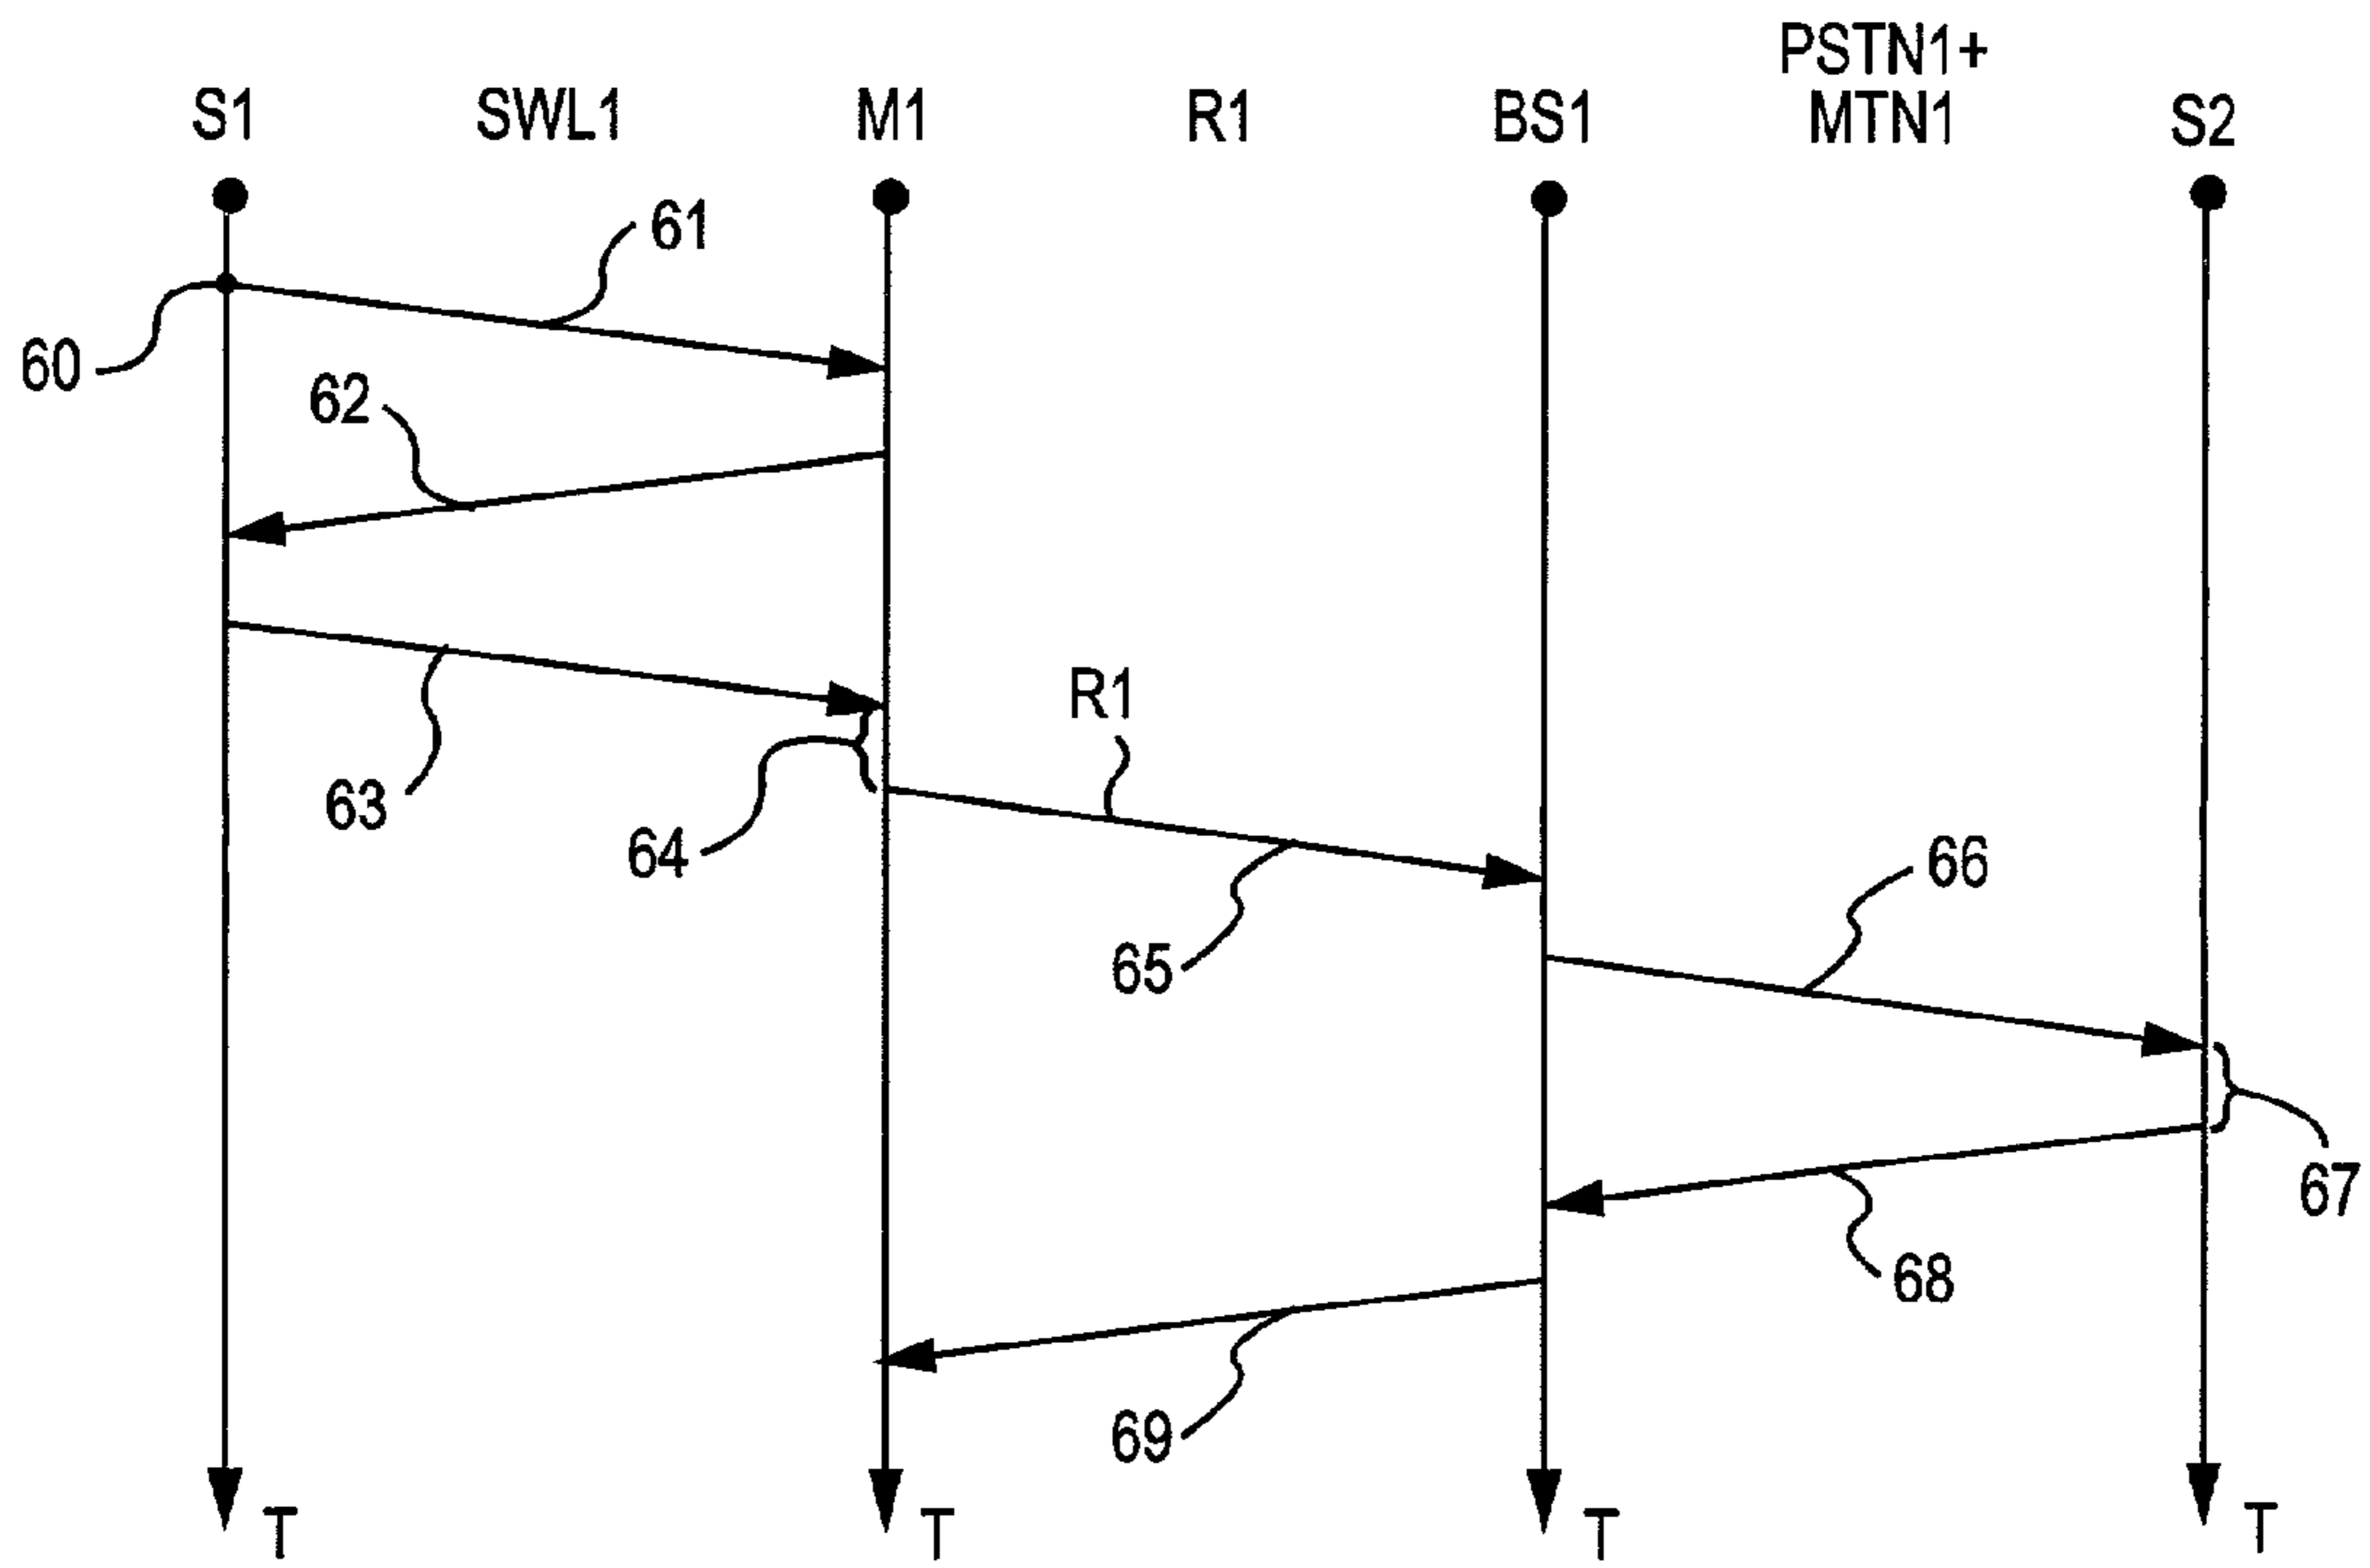 PSTN1+
S1 SWL1 M1 R1 BS1 MTN1 S2
61
60
62
R1
63
64
66
65
67
68
69
T T T T